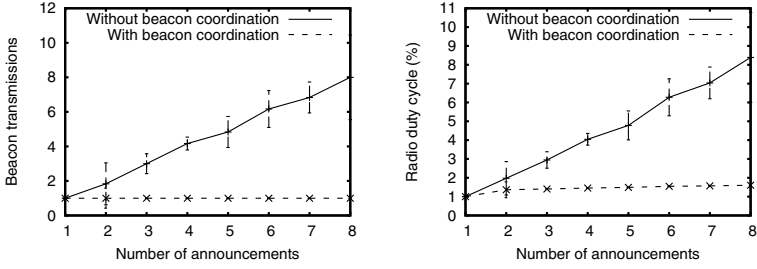 Without beacon coordination
With beacon coordination
12
10
8
6
4
2
0
1 2 3 4 5 6 7 8
Beacon transmissions
Number of announcements
Without beacon coordination
With beacon coordination
11
10
9
8
7
6
5
4
3
2
1
0
1 2 3 4 5 6 7 8
Radio duty cycle (%)
Number of announcements